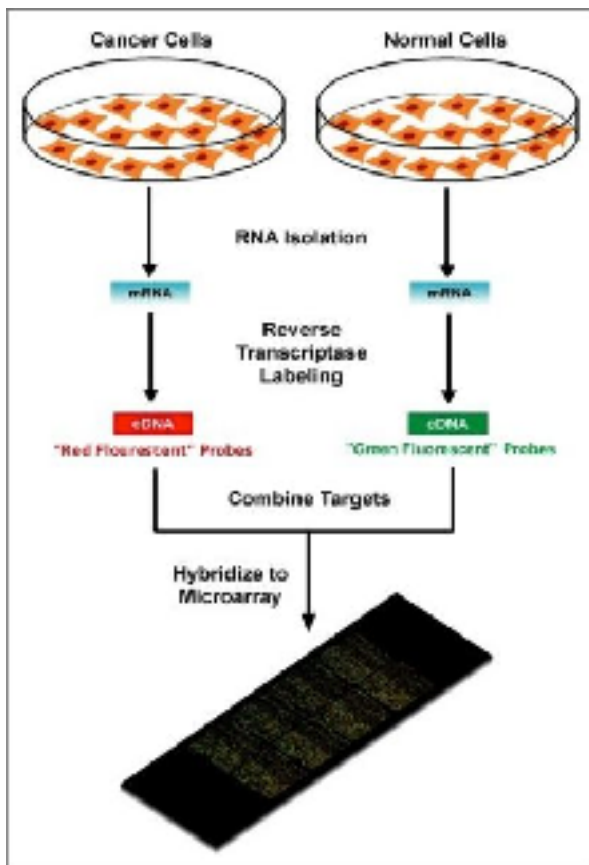 Cancer Cells
Normal Cells
RNA Isolation
mRNA
mRNA
Reverse
Transcriptase
Labeling
cDNA
cDNA
"Red Flourescent" Probes
"Green Fluorescent" Probes
Combine Targets
Hybridize to
Microarray